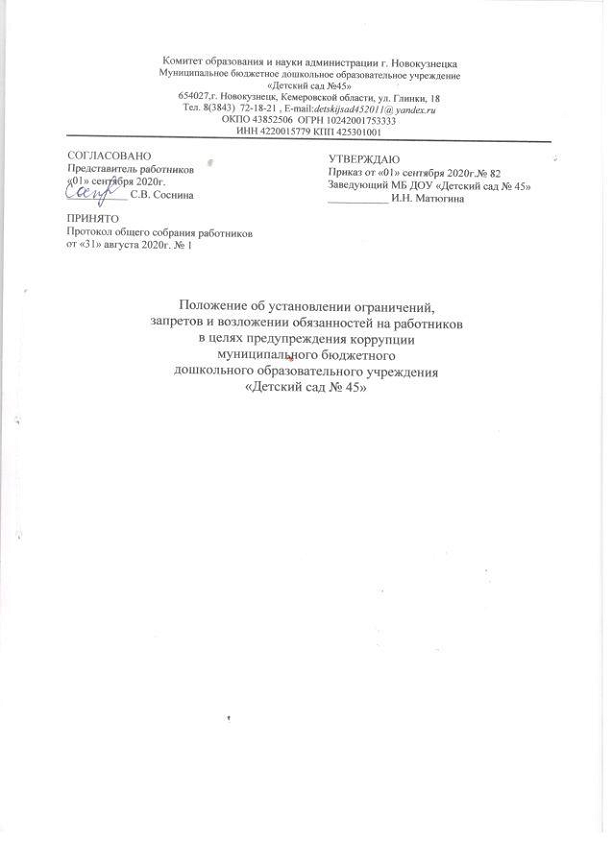 Комитет образования и науки администрации г. Новокузнецка
Муниципальное бюджетное дошкольное образовательное учреждение
«Детский сад №45»
654027,г. Новокузнецк, Кемеровской области, ул. Глинки, 18
Тел. 8(3843) 72-18-21 , E-mail:detskijsad452011@ yandex.ru
ОКПО 43852506 ОГРН 10242001753333
ИНН 4220015779 КПП 425301001
СОГЛАСОВАНО
Представитель работников
«01» сентября 2020г.
__________ С.В. Соснина
УТВЕРЖДАЮ
Приказ от «01» сентября 2020г.№ 82
Заведующий МБ ДОУ «Детский сад № 45»
___________ И.Н. Матюгина
ПРИНЯТО
Протокол общего собрания работников
от «31» августа 2020г. № 1
Положение об установлении ограничений,
запретов и возложении обязанностей на работников
в целях предупреждения коррупции
муниципального бюджетного
дошкольного образовательного учреждения
«Детский сад № 45»